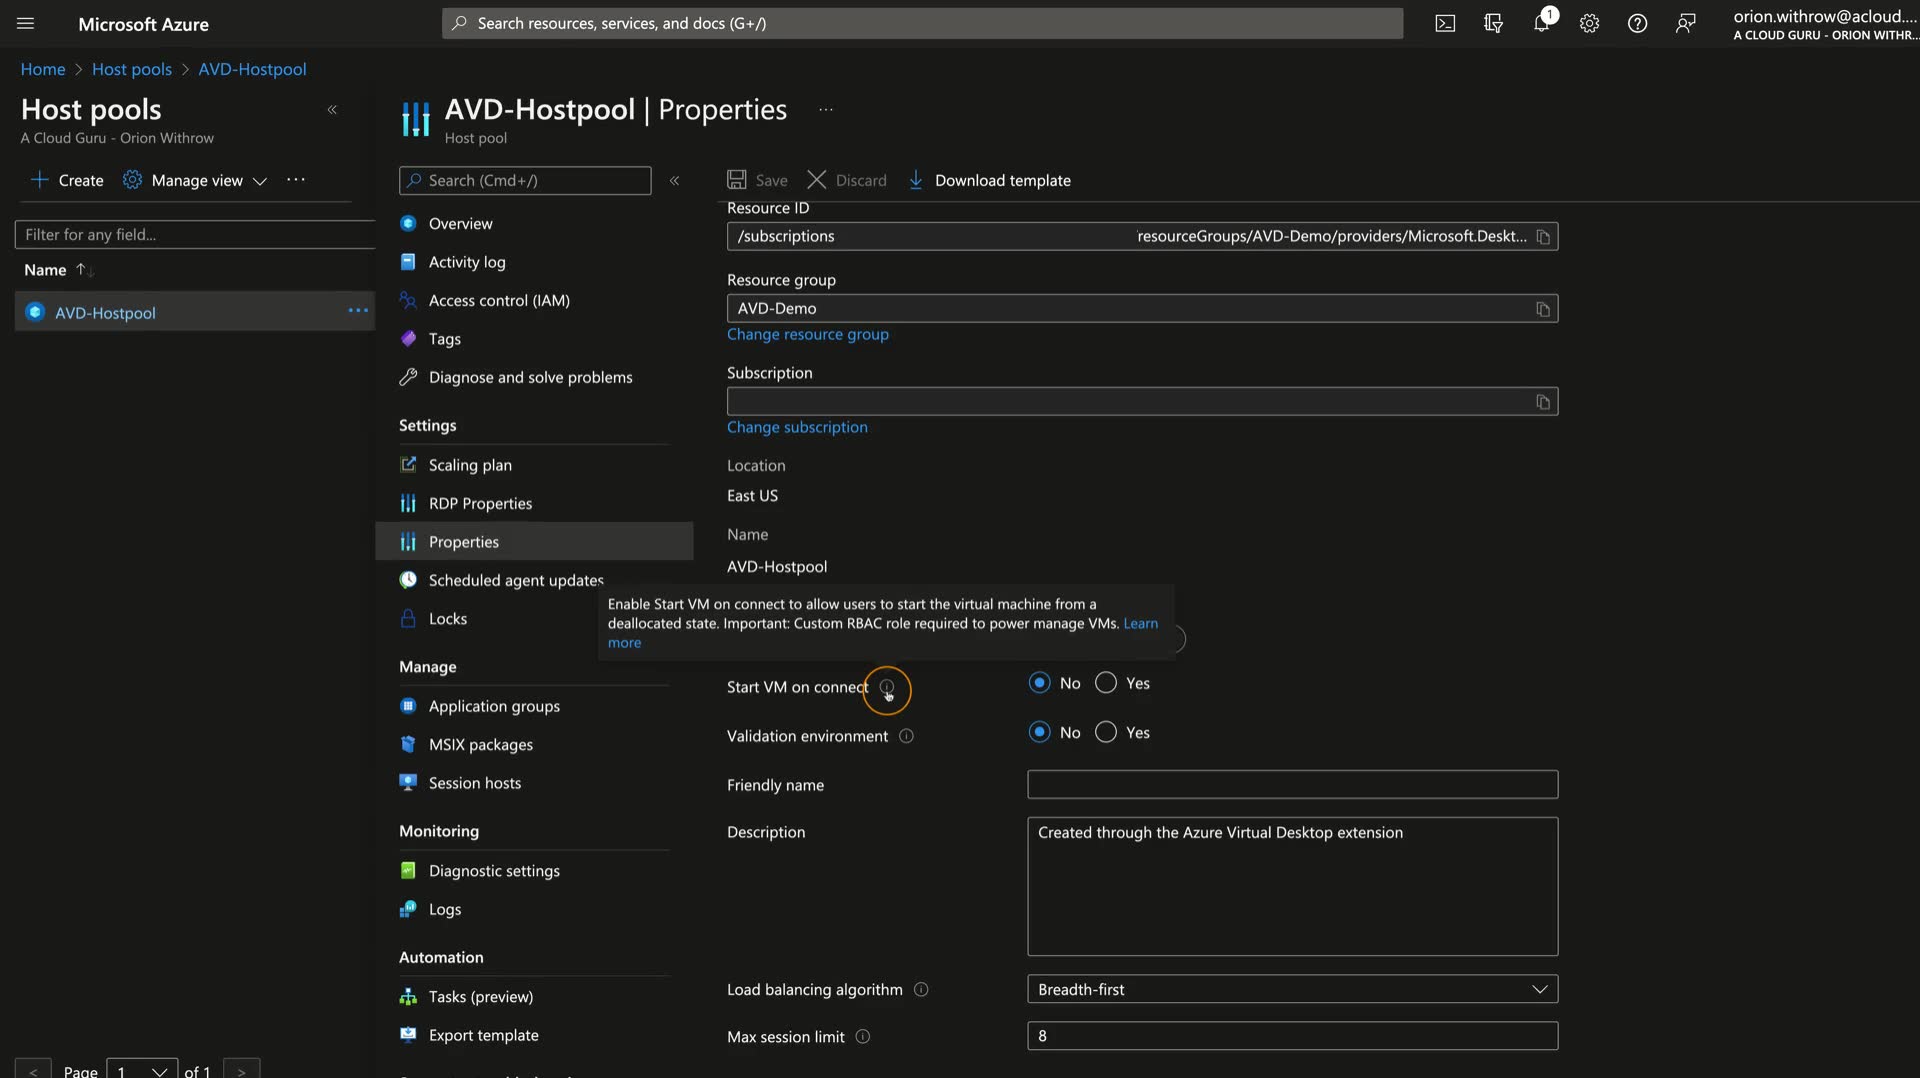 Microsoft Azure
Search resources, services, and docs (G+/)
1
orion.withrow@acloud....
A CLOUD GURU - ORION WITHR...
Home > Host pools > AVD-Hostpool
Host pools
A Cloud Guru - Orion Withrow
AVD-Hostpool | Properties
Host pool
Create
Manage view
Filter for any field...
Name
AVD-Hostpool
Page 1 of 1
Search (Cmd+/)
Overview
Activity log
Access control (IAM)
Tags
Diagnose and solve problems
Settings
Scaling plan
RDP Properties
Properties
Scheduled agent updates
Locks
Manage
Application groups
MSIX packages
Session hosts
Monitoring
Diagnostic settings
Logs
Automation
Tasks (preview)
Export template
Save
Discard
Download template
Resource ID
/subscriptions resourceGroups/AVD-Demo/providers/Microsoft.Deskt...
Resource group
AVD-Demo
Change resource group
Subscription
Change subscription
Location
East US
Name
AVD-Hostpool
Enable Start VM on connect to allow users to start the virtual machine from a
deallocated state. Important: Custom RBAC role required to power manage VMs. Learn
more
Start VM on connect No Yes
Validation environment No Yes
Friendly name
Description
Created through the Azure Virtual Desktop extension
Load balancing algorithm Breadth-first
Max session limit 8